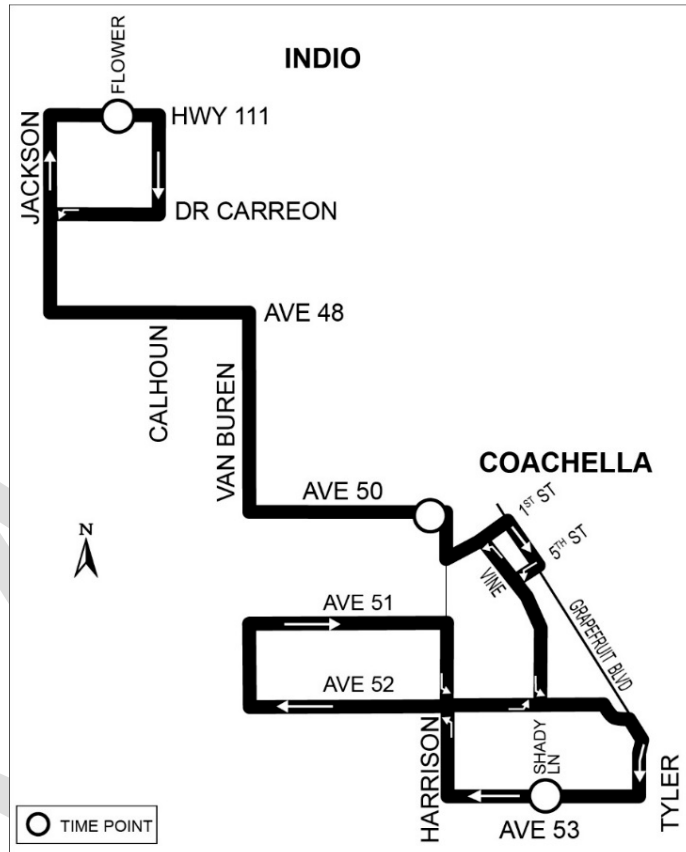 INDIO
FLOWER
HWY 111
JACKSON
DR CARREON
AVE 48
CALHOUN
VAN BUREN
COACHELLA
AVE 50
1ST ST
5TH ST
N
VINE
GRAPEFRUIT BLVD
AVE 51
AVE 52
HARRISON
SHADY
LN
TYLER
AVE 53
TIME POINT